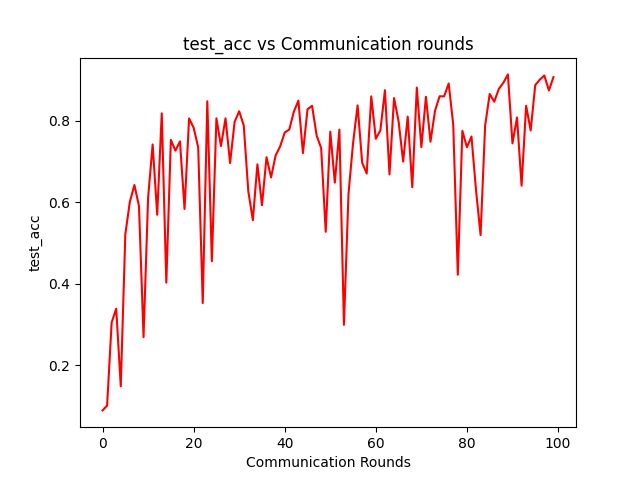 test_acc vs Communication rounds
test_acc
0.8
0.6
0.4
0.2
0 20 40 60 80 100
Communication Rounds